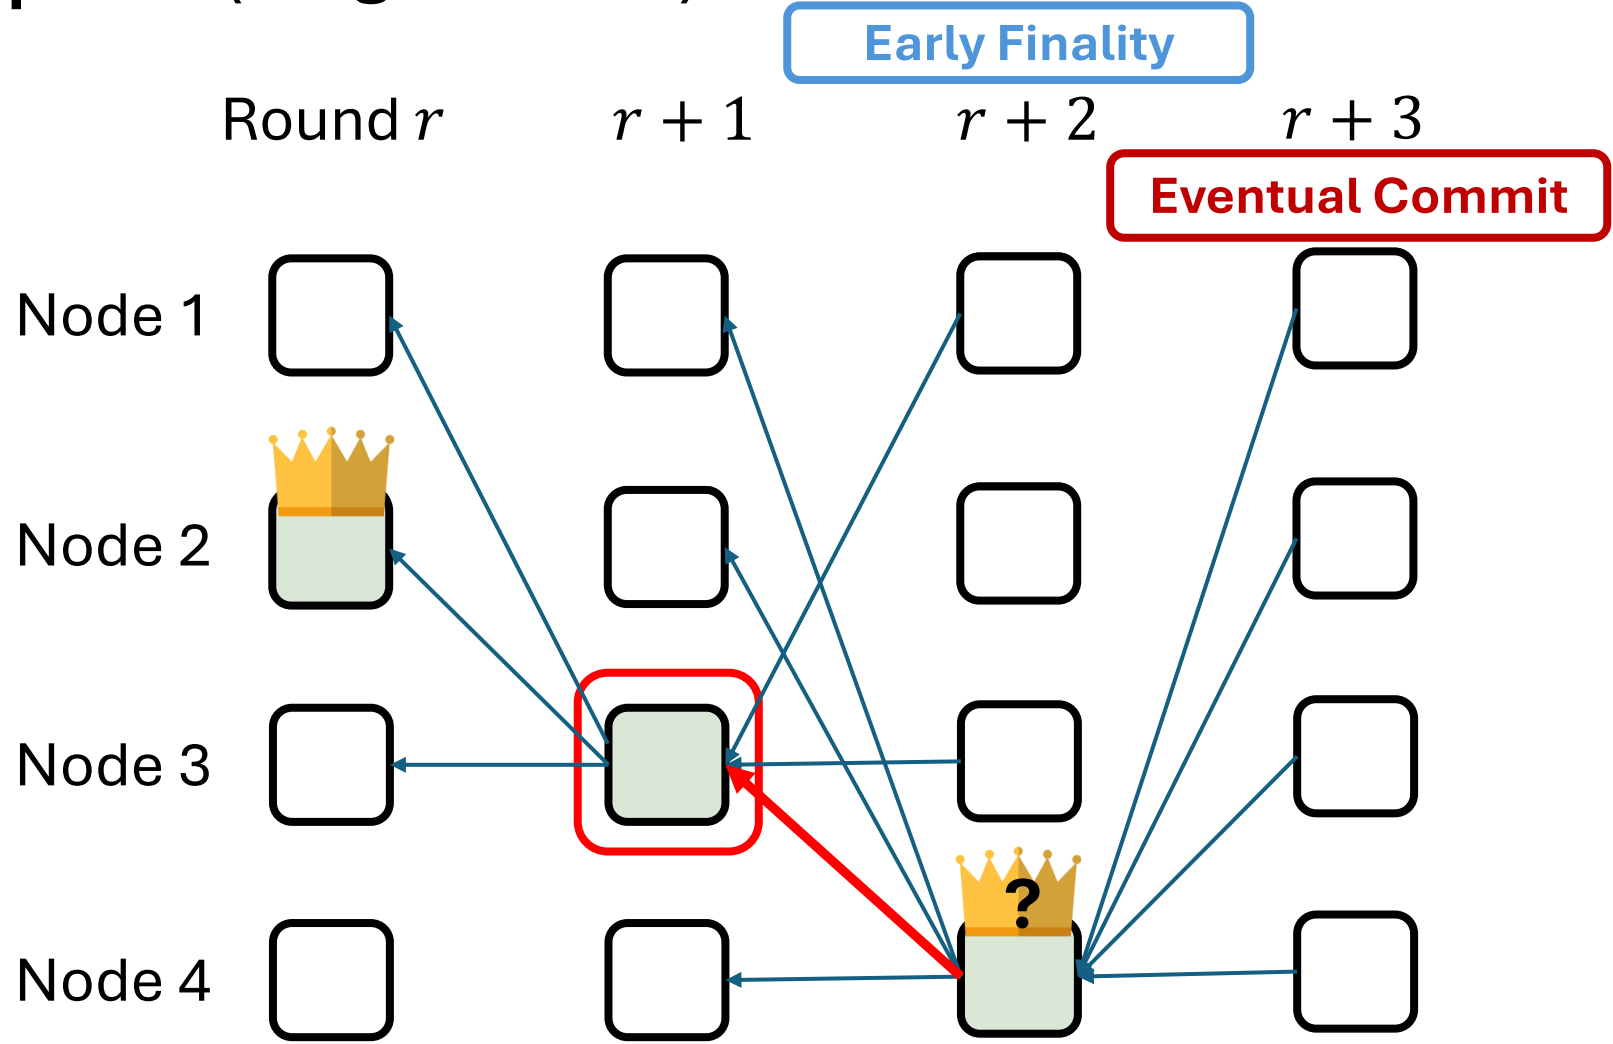 Early Finality
Round r r + 1 r + 2 r + 3
Eventual Commit
Node 1
Node 2
Node 3
Node 4
?